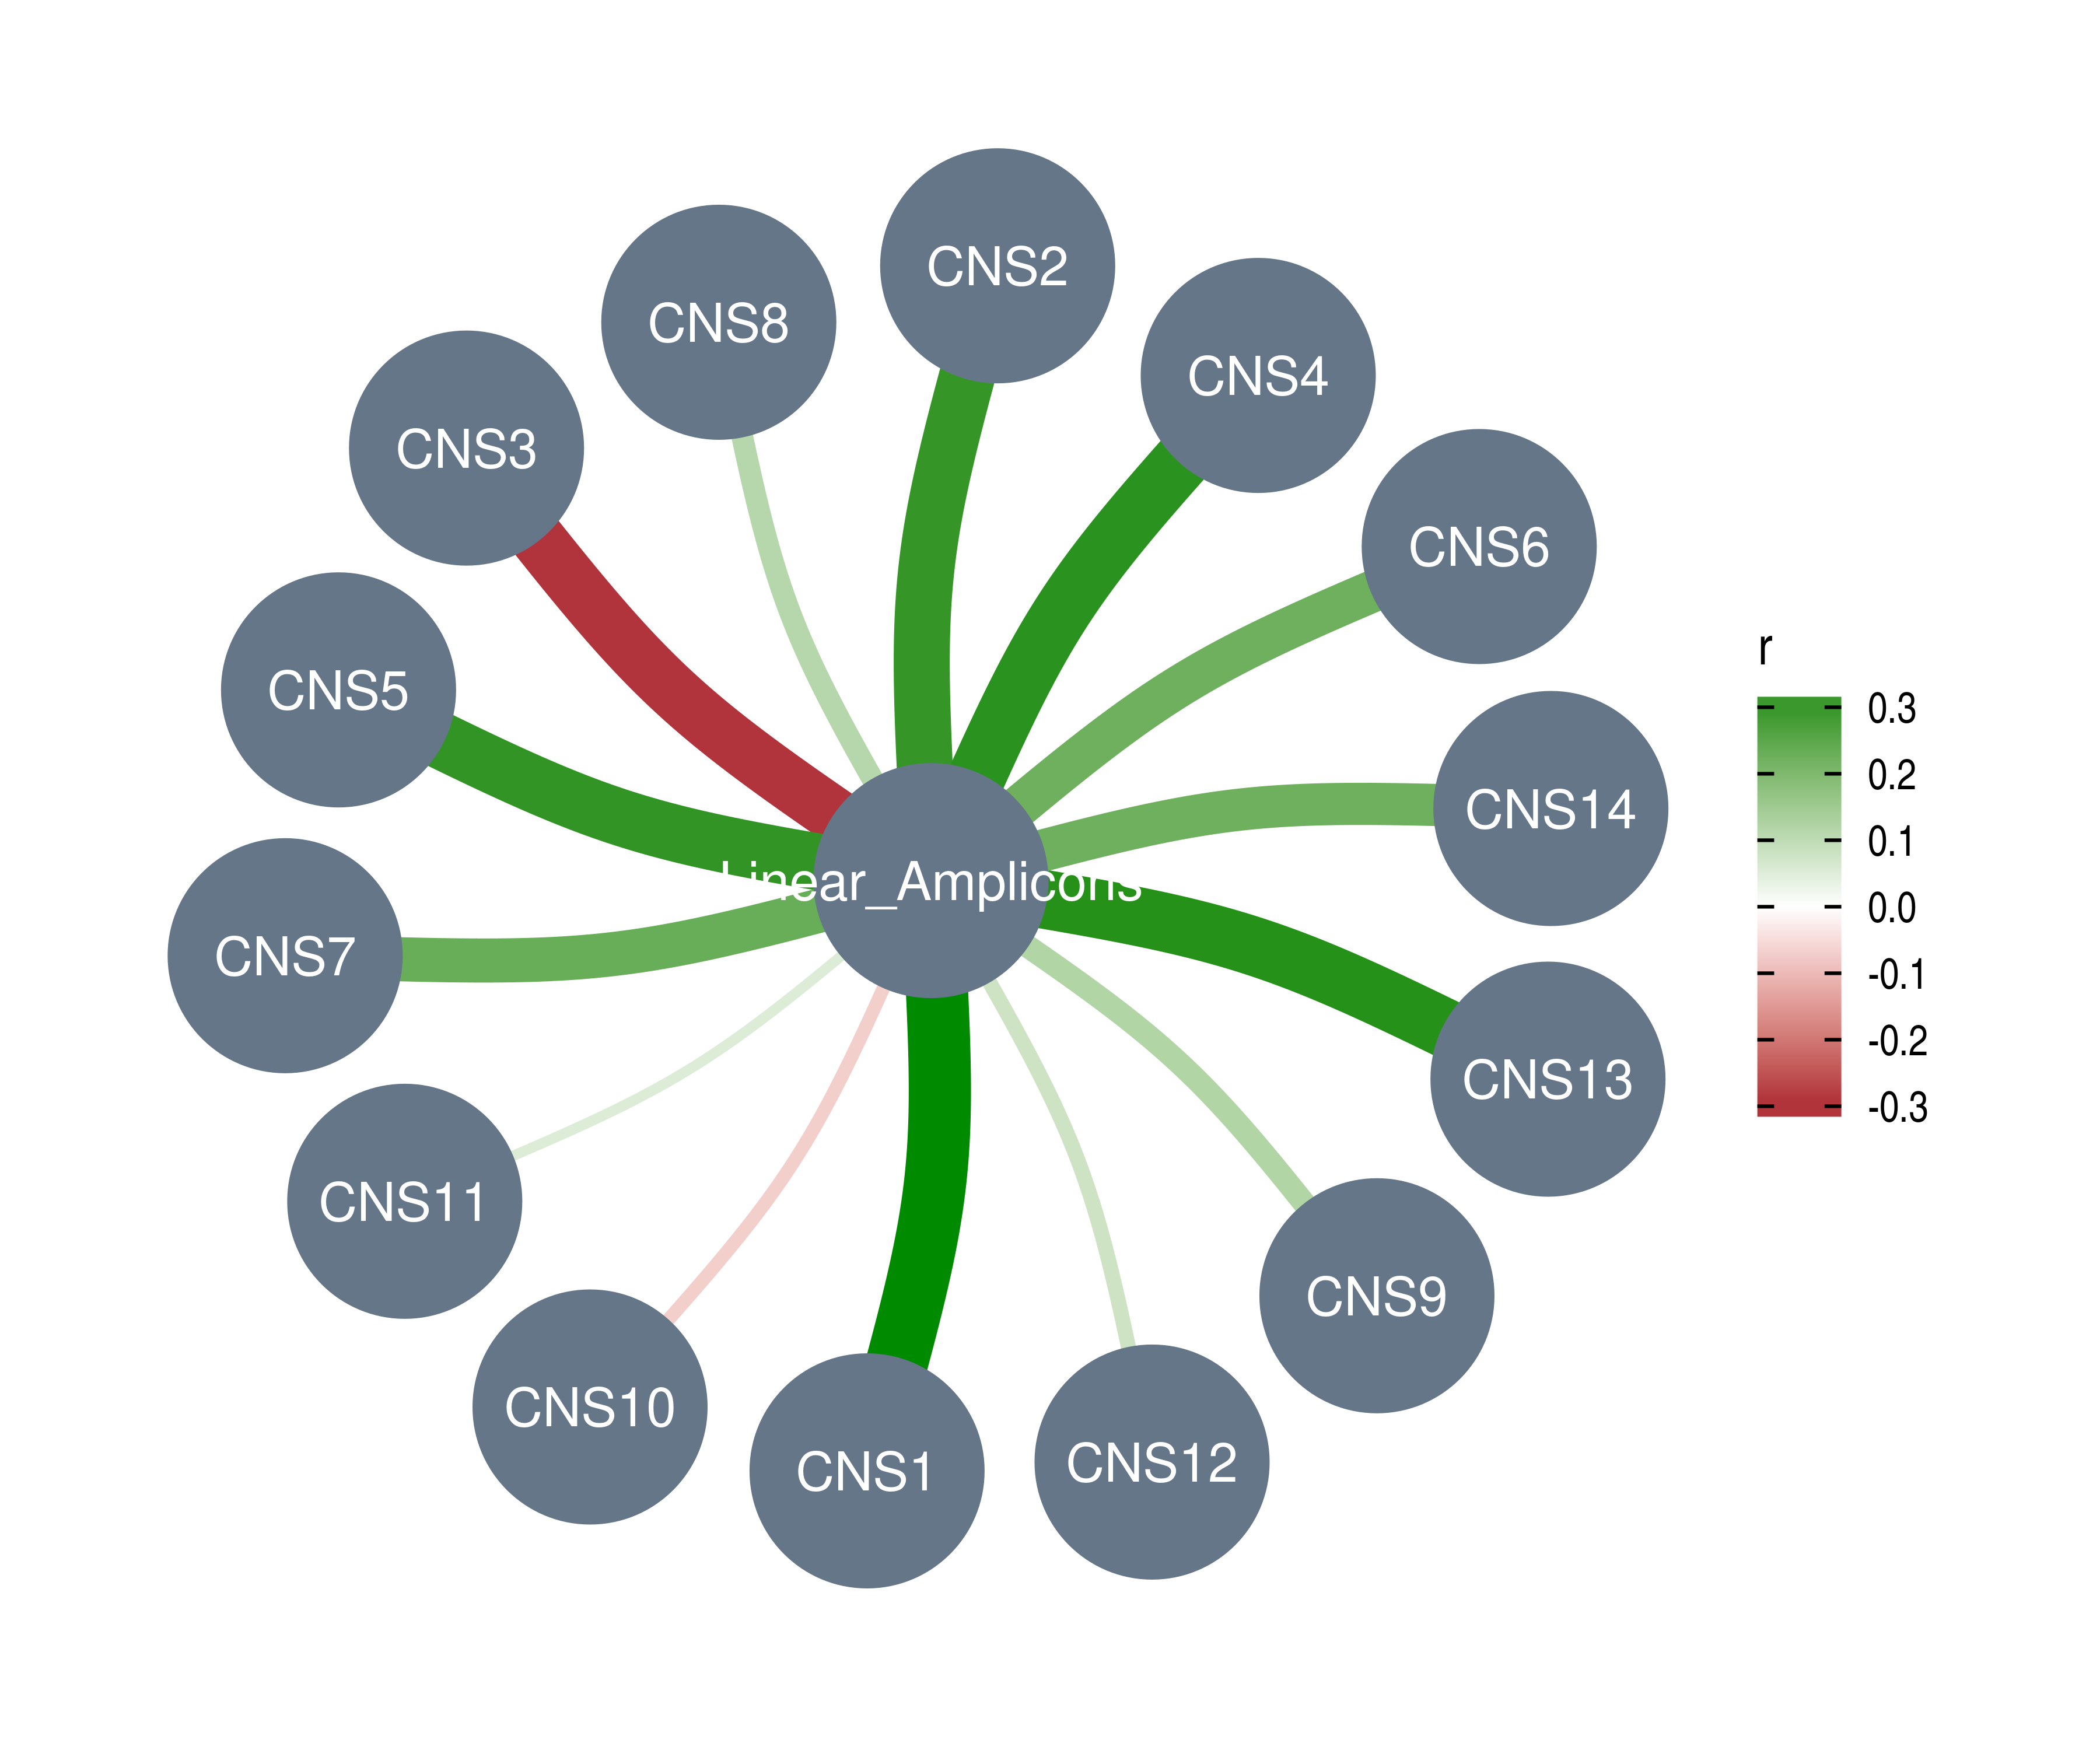 CNS2
CNS8
CNS4
CNS3
CNS6
r
CNS5
0.3
0.2
CNS14
0.1
Linear_Amplicons
0.0
CNS7
-0.1
-0.2
CNS13
-0.3
CNS11
CNS9
CNS10
CNS12
CNS1